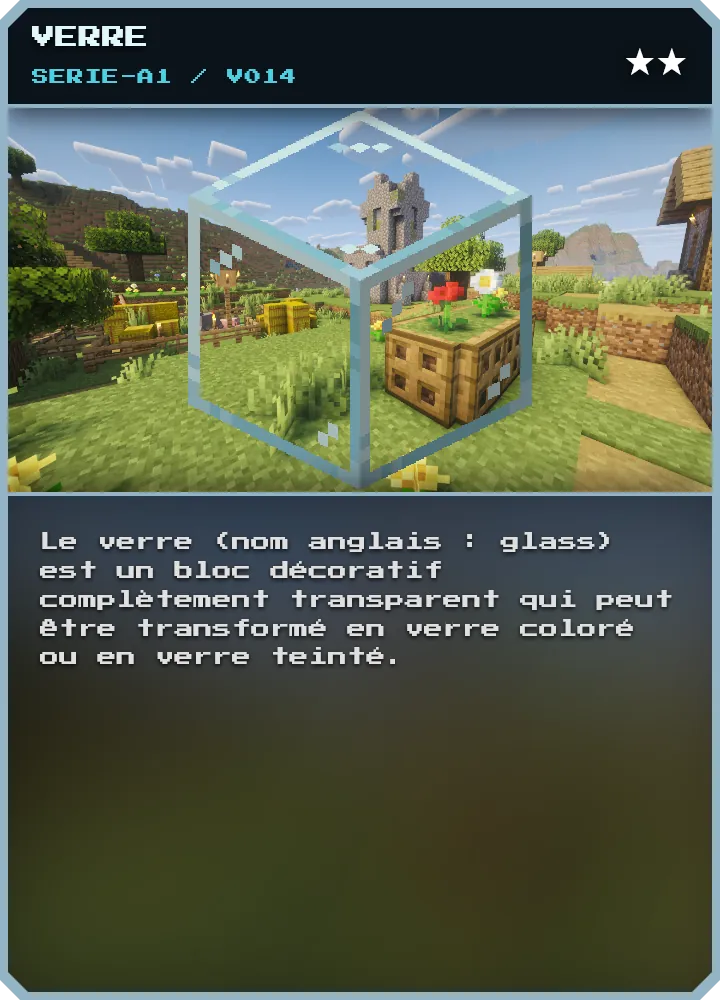 VERRE
SERIE-A1 / V014
★★
Le verre (nom anglais : glass)
est un bloc décoratif
complètement transparent qui peut
être transformé en verre coloré
ou en verre teinté.